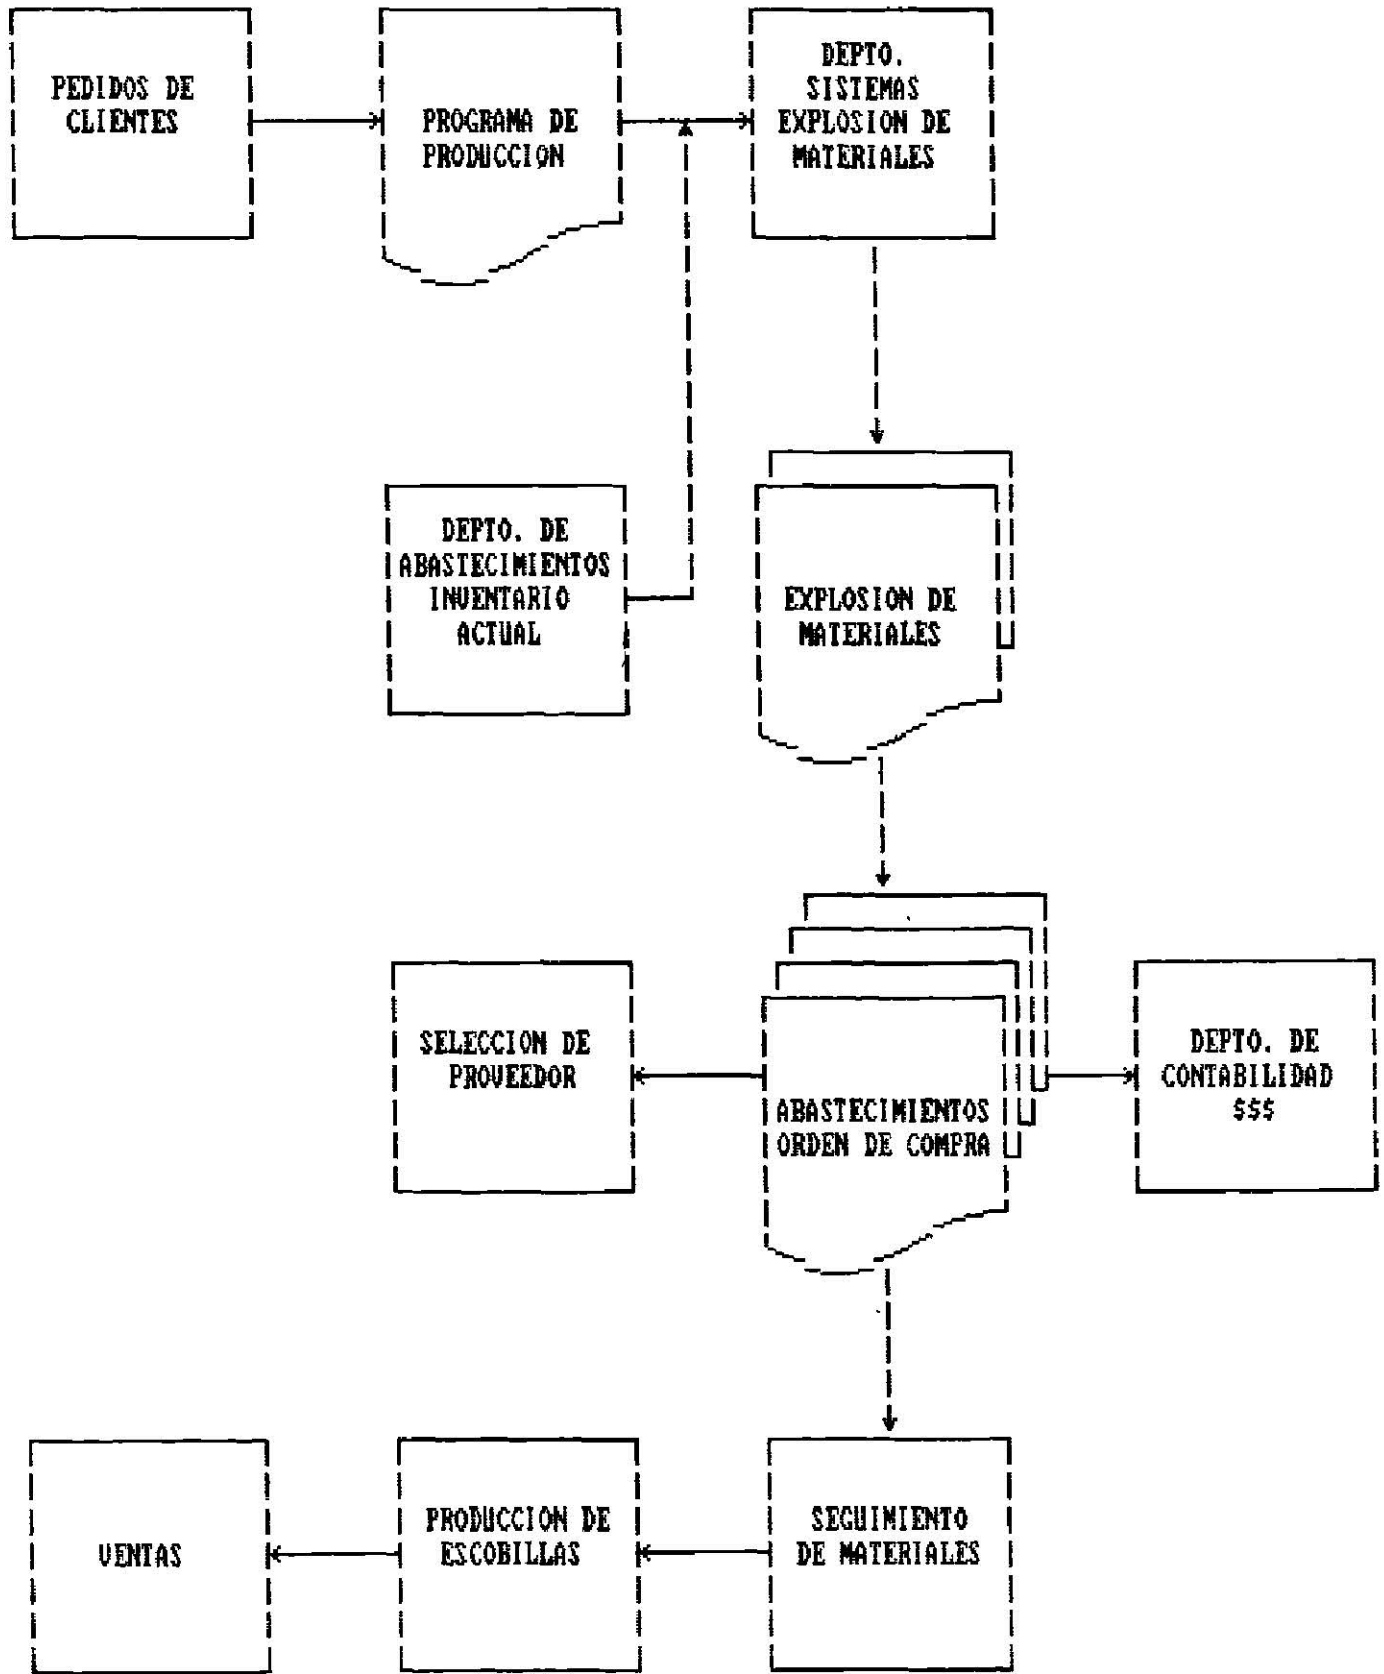 PEDIDOS DE
CLIENTES
PROGRAMA DE
PRODUCCION
DEPTO.
SISTEMAS
EXPLOSION DE
MATERIALES
DEPTO. DE
ABASTECIMIENTOS
INVENTARIO
ACTUAL
EXPLOSION DE
MATERIALES
SELECCION DE
PROVEEDOR
ABASTECIMIENTOS
ORDEN DE COMPRA
DEPTO. DE
CONTABILIDAD
$$$
VENTAS
PRODUCCION DE
ESCOBILLAS
SEGUIMIENTO
DE MATERIALES